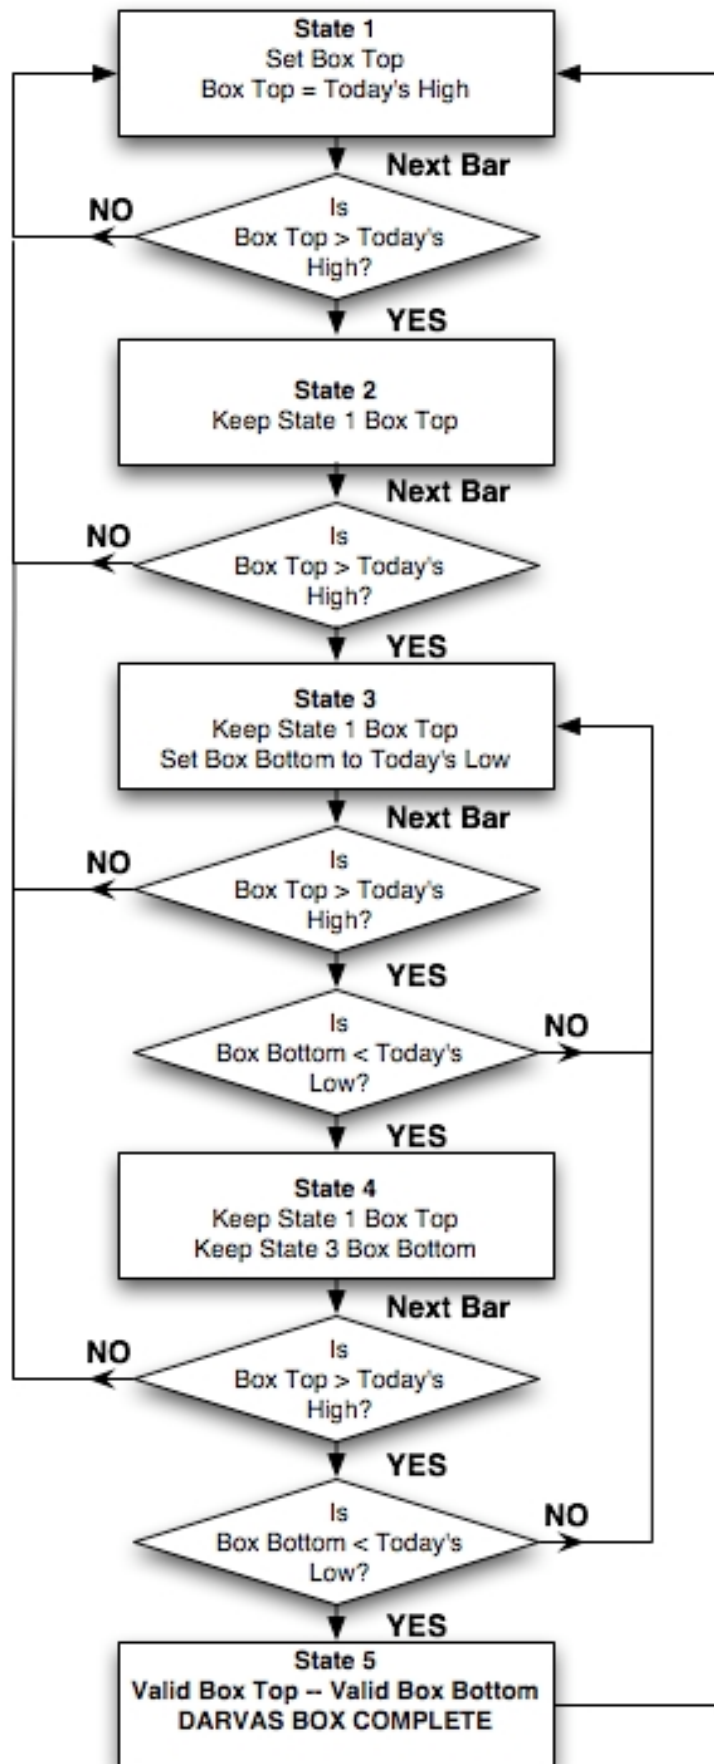 State 1
Set Box Top
Box Top = Today's High
Next Bar
NO
Is
Box Top > Today's
High?
YES
State 2
Keep State 1 Box Top
Next Bar
NO
Is
Box Top > Today's
High?
YES
State 3
Keep State 1 Box Top
Set Box Bottom to Today's Low
Next Bar
NO
Is
Box Top > Today's
High?
YES
Is
Box Bottom < Today's
Low?
NO
YES
State 4
Keep State 1 Box Top
Keep State 3 Box Bottom
Next Bar
NO
Is
Box Top > Today's
High?
YES
Is
Box Bottom < Today's
Low?
NO
YES
State 5
Valid Box Top -- Valid Box Bottom
DARVAS BOX COMPLETE